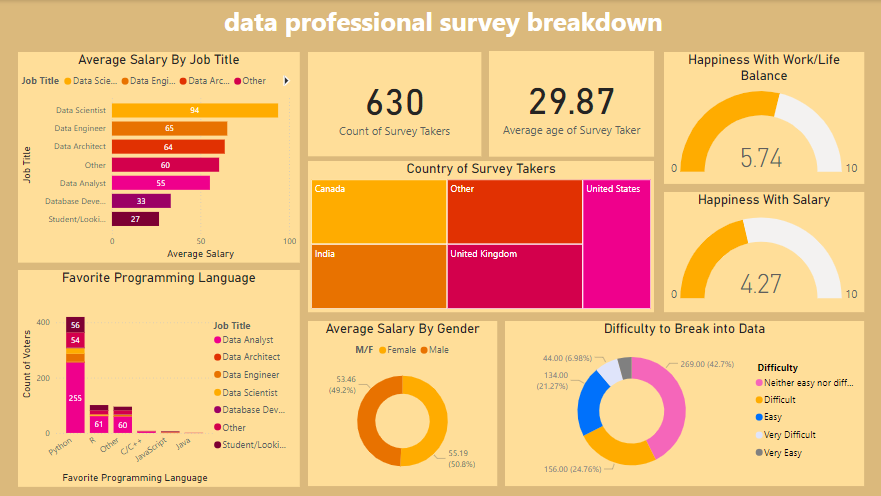 data professional survey breakdown
Average Salary By Job Title
Job Title Data Scie... Data Engi... Data Arc... Other
Job Title
Data Scientist 94
Data Engineer 65
Data Architect 64
Other 60
Data Analyst 55
Database Deve... 33
Student/Looki... 27
0 50 100
Average Salary
630
Count of Survey Takers
29.87
Average age of Survey Taker
Happiness With Work/Life
Balance
5.74
0 10
Country of Survey Takers
Canada Other United States
India United Kingdom
Happiness With Salary
4.27
0 10
Favorite Programming Language
Count of Voters
400
200
0
56
54
255
61 60
Python R Other C/C++ JavaScript Java
Favorite Programming Language
Job Title
Data Analyst
Data Architect
Data Engineer
Data Scientist
Database Dev...
Other
Student/Looki...
Average Salary By Gender
M/F Female Male
53.46
(49.2%)
55.19
(50.8%)
Difficulty to Break into Data
44.00 (6.98%)
134.00
(21.27%)
269.00 (42.7%)
156.00 (24.76%)
Difficulty
Neither easy nor diff...
Difficult
Easy
Very Difficult
Very Easy